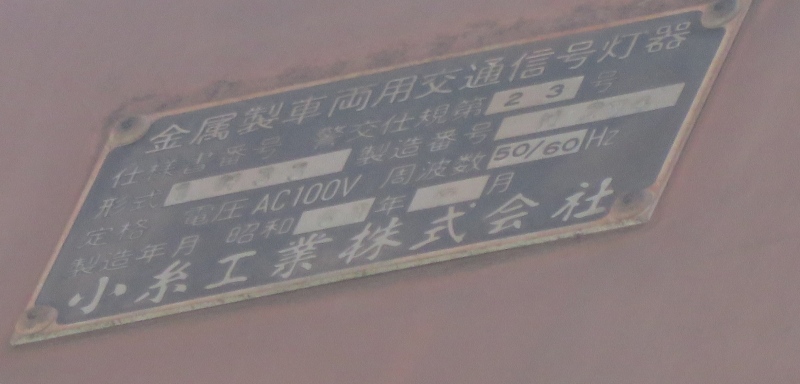 金属製車両用交通信号灯器
仕様書番号 警交仕規第23号
形式 製造番号
定格 電圧 AC100V 周波数 50/60 Hz
製造年月 昭和 年 月
小糸工業株式会社